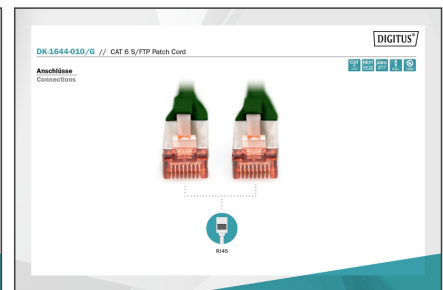 DIGITUS®
DK-1644-010/G // CAT 6 S/FTP Patch Cord
Anschlüsse
Connections
RJ45